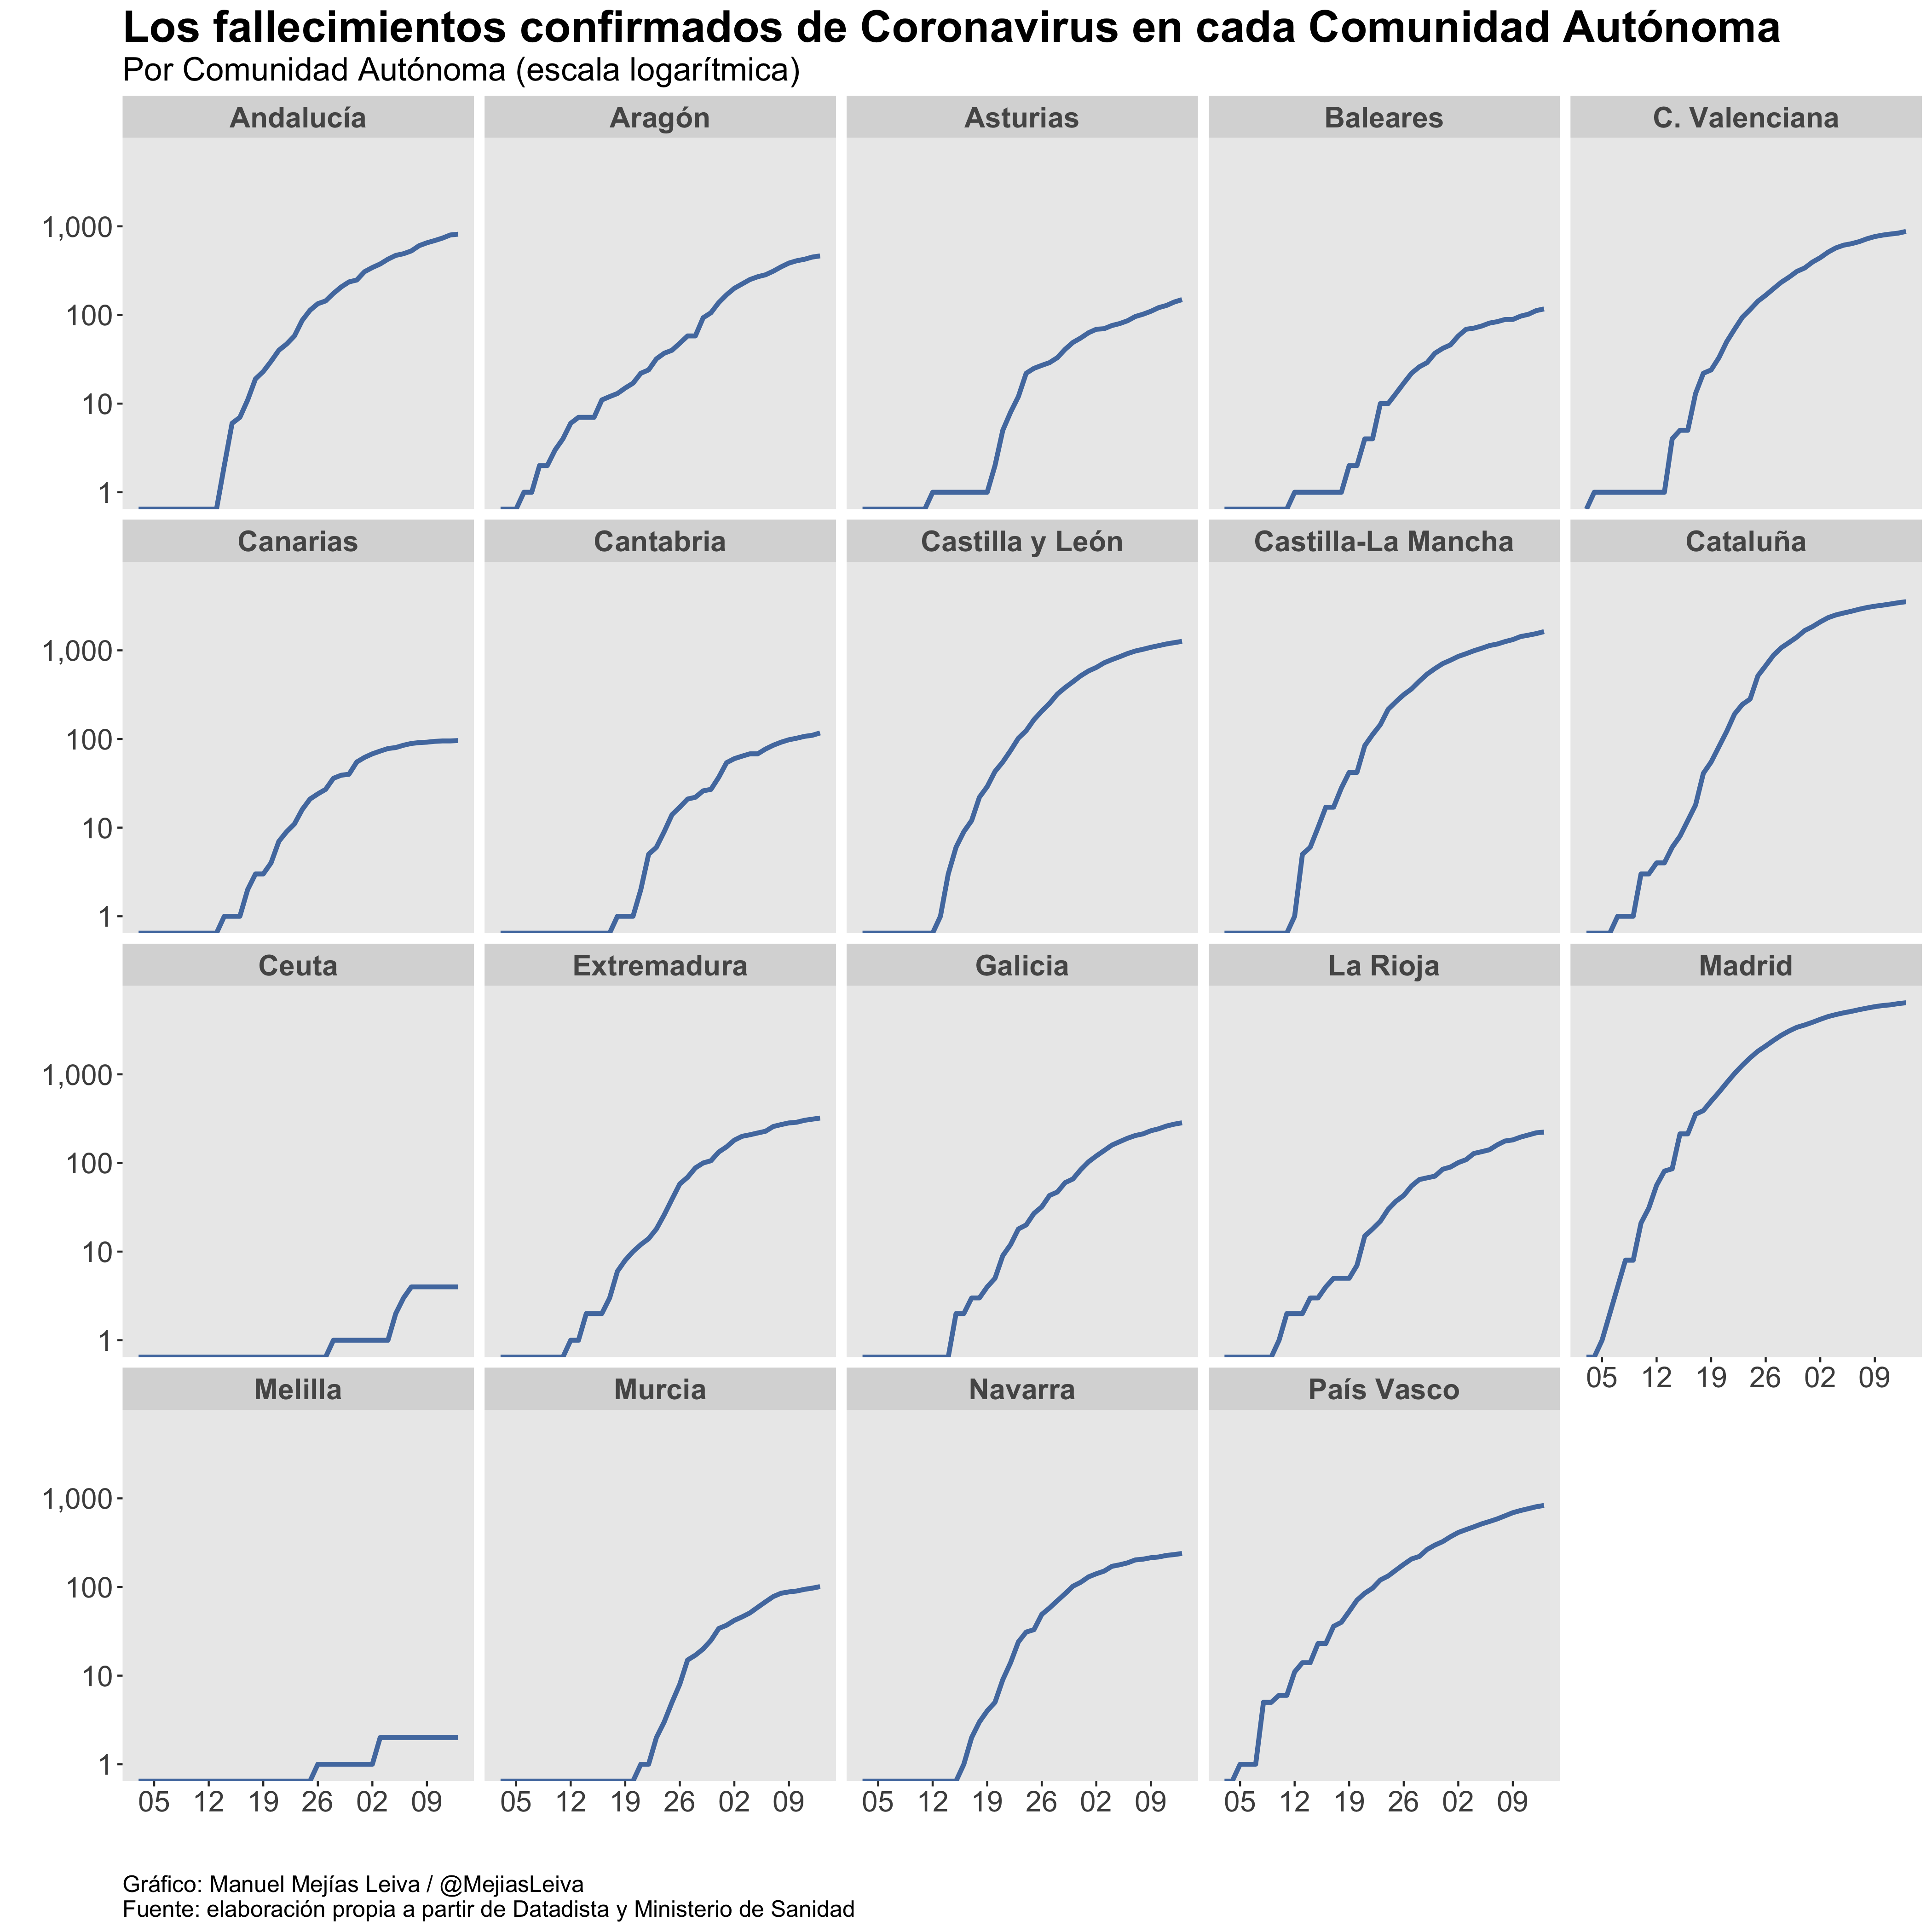 Los fallecimientos confirmados de Coronavirus en cada Comunidad Autónoma
Por Comunidad Autónoma (escala logarítmica)
Andalucía Aragón Asturias Baleares C. Valenciana
1,000
100
10
1
Canarias Cantabria Castilla y León Castilla-La Mancha Cataluña
1,000
100
10
1
Ceuta Extremadura Galicia La Rioja Madrid
1,000
100
10
1
05 12 19 26 02 09
Melilla Murcia Navarra País Vasco
1,000
100
10
1
05 12 19 26 02 09 05 12 19 26 02 09 05 12 19 26 02 09 05 12 19 26 02 09
Gráfico: Manuel Mejías Leiva / @MejiasLeiva
Fuente: elaboración propia a partir de Datadista y Ministerio de Sanidad